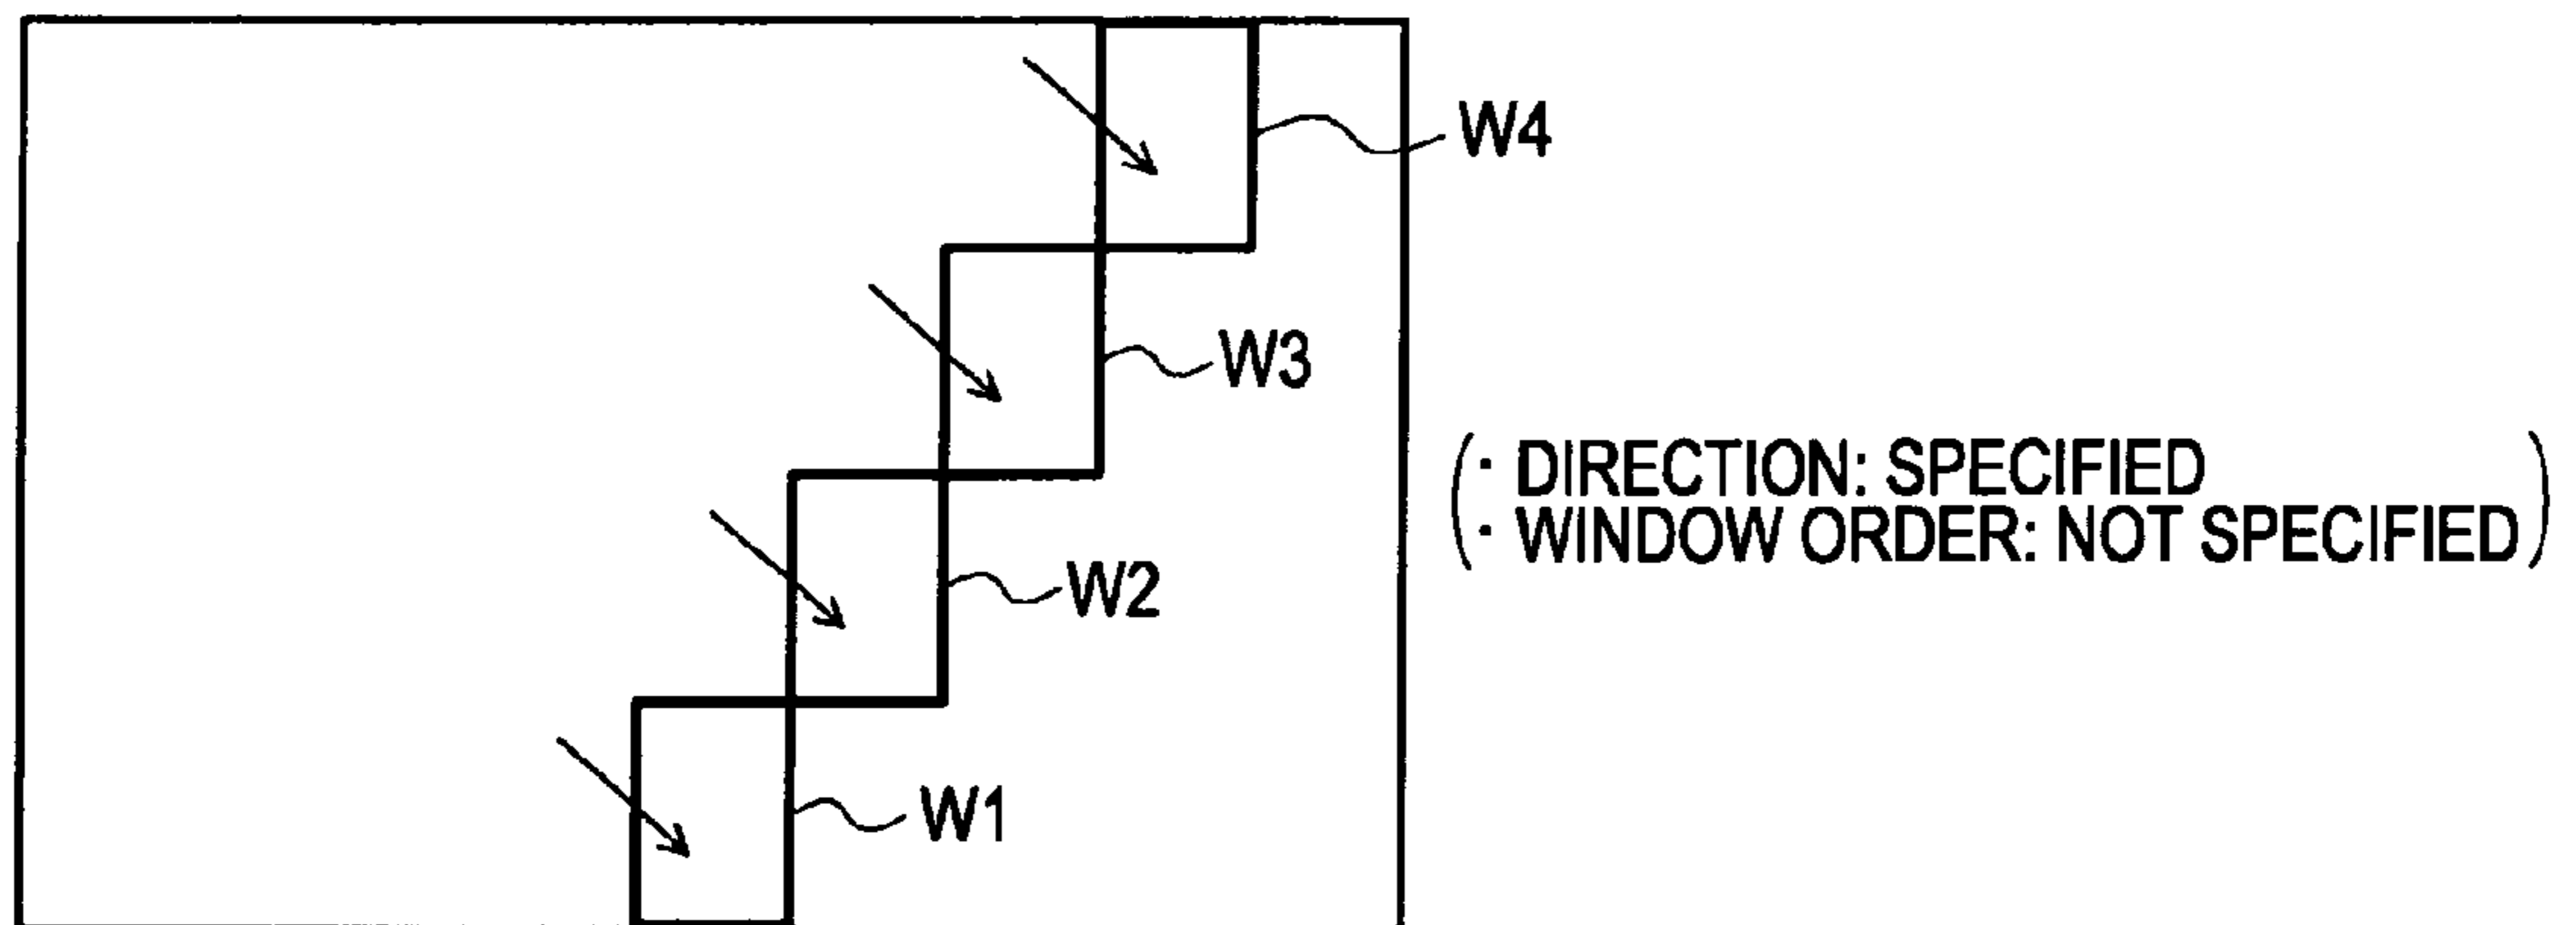 W4
W3
· DIRECTION: SPECIFIED
· WINDOW ORDER: NOT SPECIFIED
W2
W1